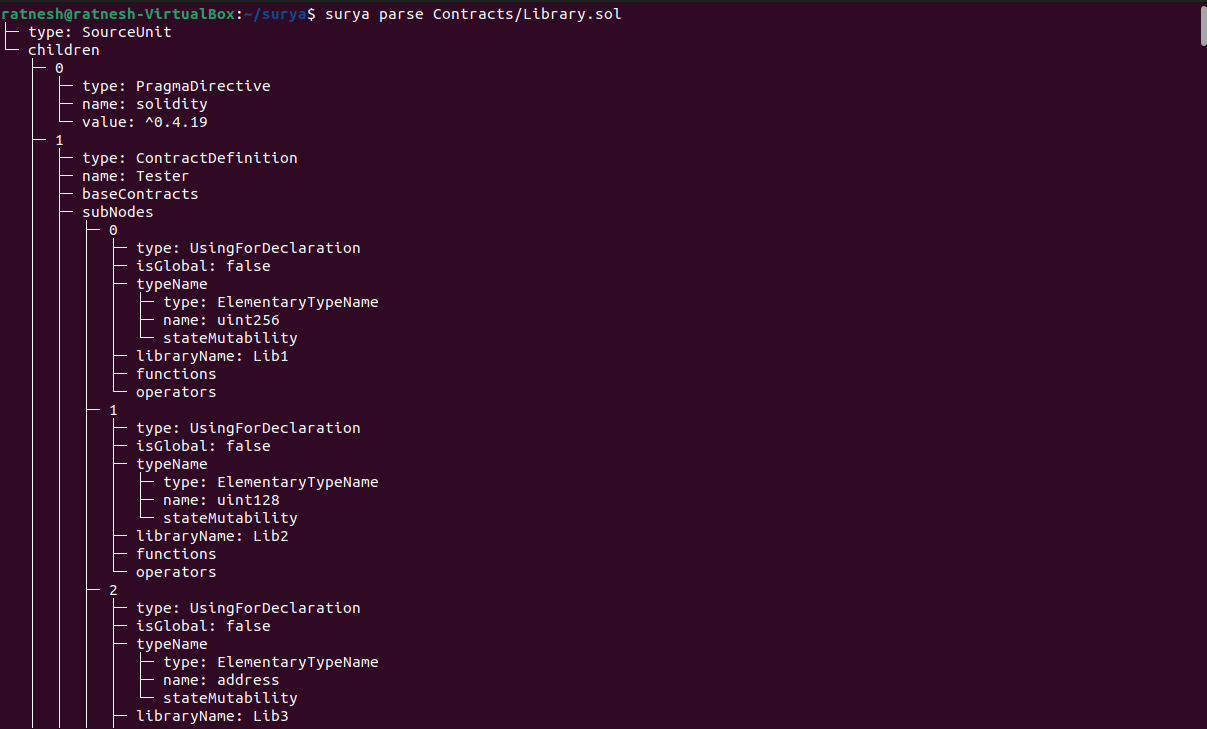 ratnesh@ratnesh-VirtualBox:~/surya$ surya parse Contracts/Library.sol
type: SourceUnit
children
0
type: PragmaDirective
name: solidity
value: ^0.4.19
1
type: ContractDefinition
name: Tester
baseContracts
subNodes
0
type: UsingForDeclaration
isGlobal: false
typeName
type: ElementaryTypeName
name: uint256
stateMutability
libraryName: Lib1
functions
operators
1
type: UsingForDeclaration
isGlobal: false
typeName
type: ElementaryTypeName
name: uint128
stateMutability
libraryName: Lib2
functions
operators
2
type: UsingForDeclaration
isGlobal: false
typeName
type: ElementaryTypeName
name: address
stateMutability
libraryName: Lib3